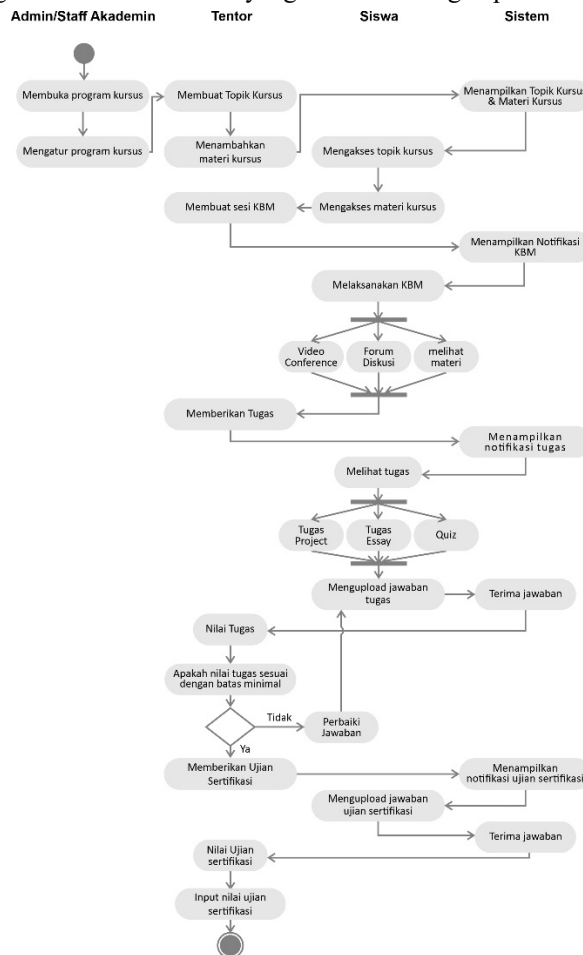 Admin/Staff Akademin Tentor Siswa Sistem
Membuka program kursus
Membuat Topik Kursus
Menampilkan Topik Kursus
& Materi Kursus
Mengatur program kursus
Menambahkan
materi kursus
Mengakses topik kursus
Membuat sesi KBM
Mengakses materi kursus
Menampilkan Notifikasi
KBM
Melaksanakan KBM
Video
Conference
Forum
Diskusi
melihat
materi
Memberikan Tugas
Menampilkan
notifikasi tugas
Melihat tugas
Tugas
Project
Tugas
Essay
Quiz
Mengupload jawaban
tugas
Terima jawaban
Nilai Tugas
Apakah nilai tugas sesuai
dengan batas minimal
Tidak
Perbaiki
Jawaban
Ya
Memberikan Ujian
Sertifikasi
Menampilkan
notifikasi ujian sertifikasi
Mengupload jawaban
ujian sertifikasi
Terima jawaban
Nilai Ujian
sertifikasi
Input nilai ujian
sertifikasi